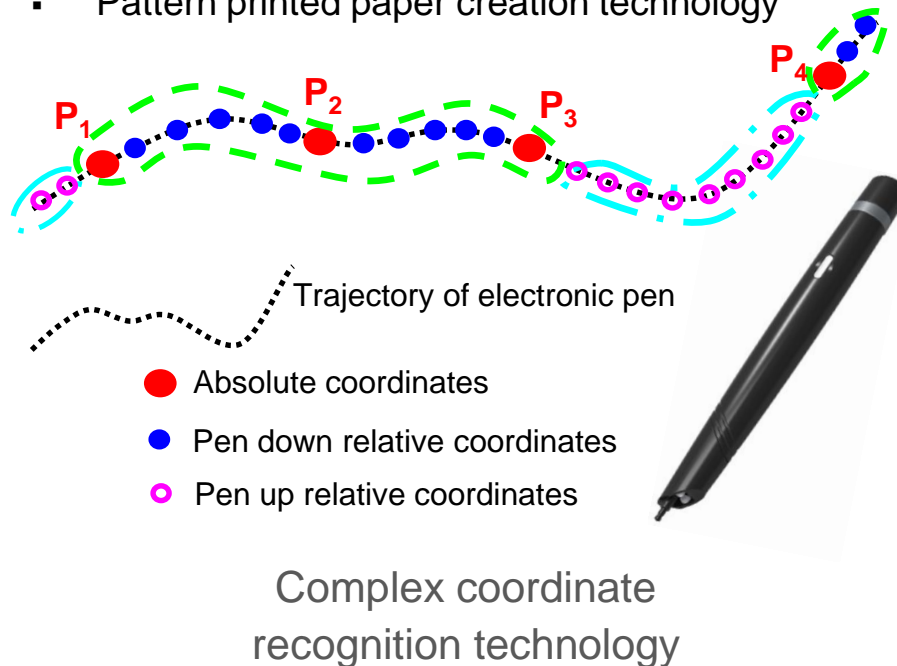 ▪ Pattern printed paper creation technology
P1 P2 P3 P4
Trajectory of electronic pen
Absolute coordinates
Pen down relative coordinates
Pen up relative coordinates
Complex coordinate
recognition technology